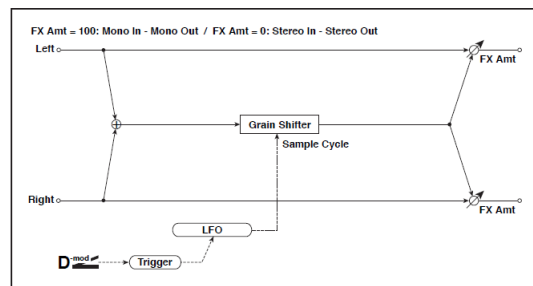 FX Amt = 100: Mono In - Mono Out / FX Amt = 0: Stereo In - Stereo Out
Left
FX Amt
Grain Shifter
Sample Cycle
Right
FX Amt
LFO
D-mod
Trigger